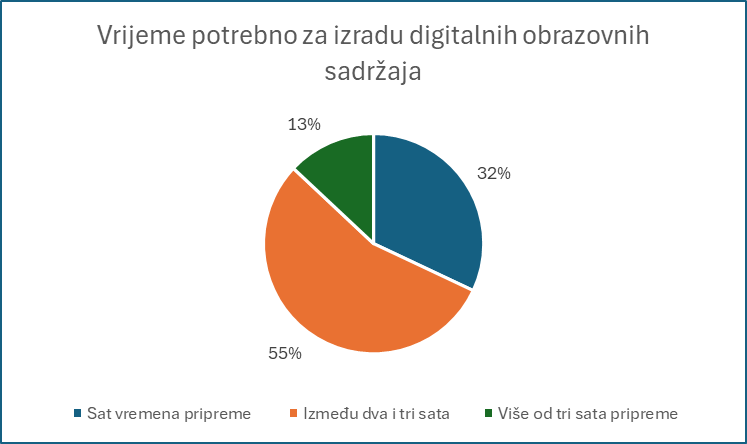 Vrijeme potrebno za izradu digitalnih obrazovnih
sadržaja
13%
32%
55%
Sat vremena pripreme
Između dva i tri sata
Više od tri sata pripreme